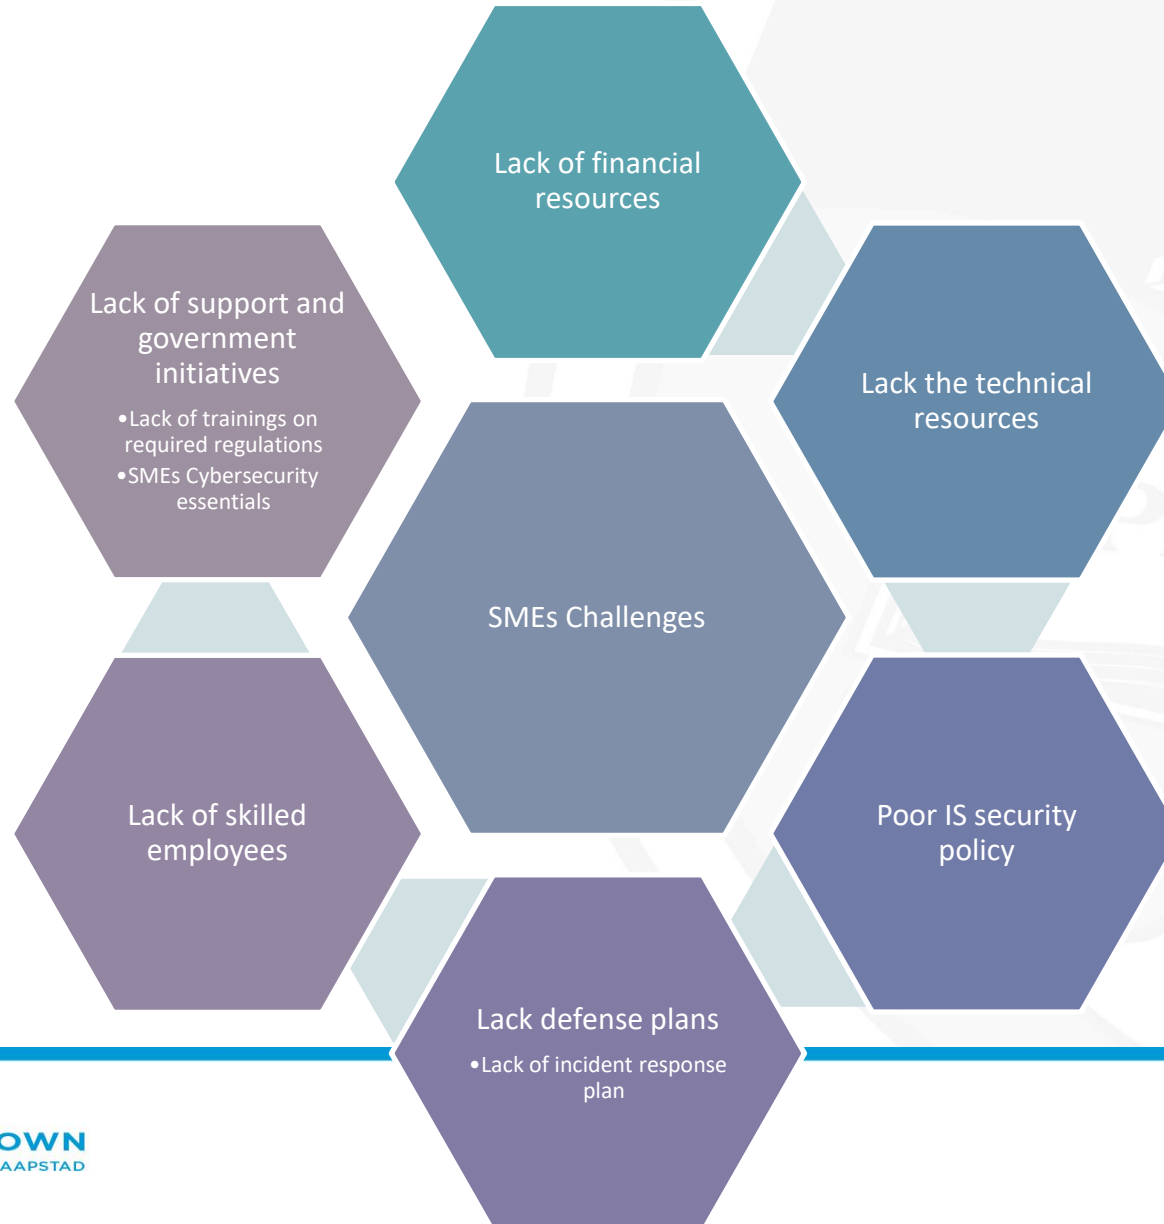 Lack of financial
resources
Lack the technical
resources
Poor IS security
policy
Lack defense plans
•Lack of incident response
plan
Lack of skilled
employees
Lack of support and
government
initiatives
•Lack of trainings on
required regulations
•SMEs Cybersecurity
essentials
SMEs Challenges
OWN
AAPSTAD